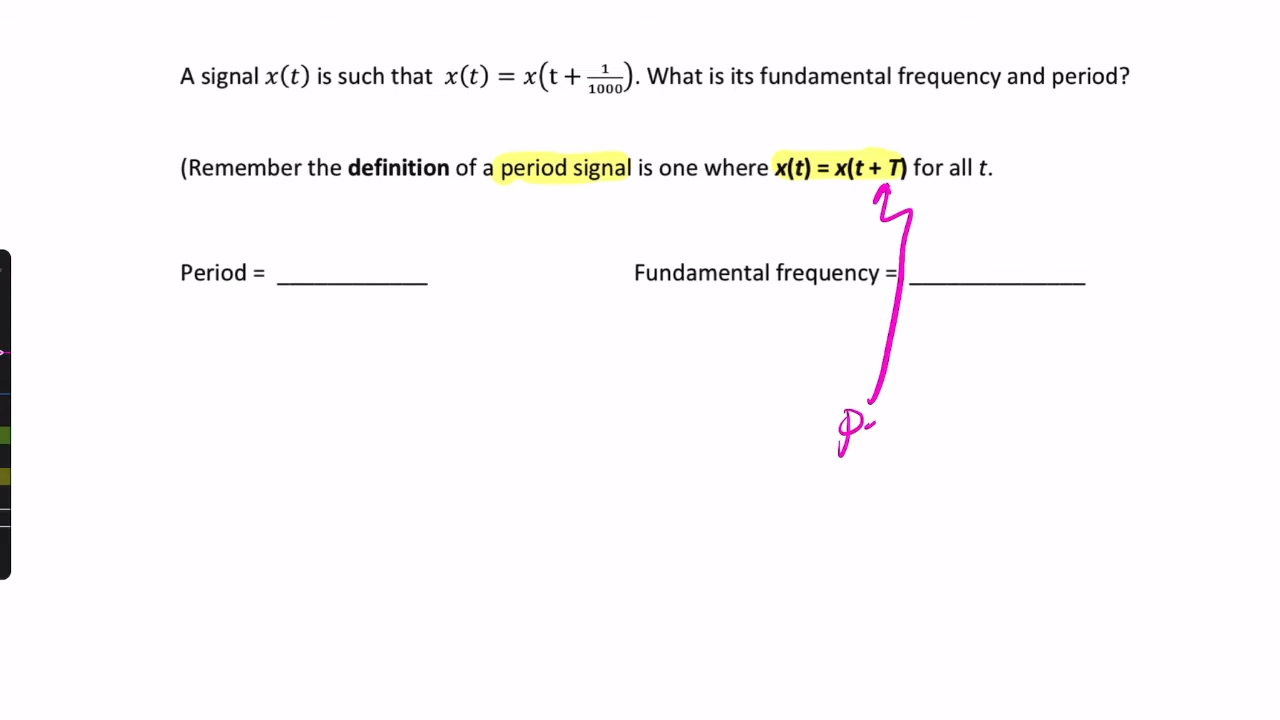 A signal x(t) is such that x(t) = x(t + 1/1000). What is its fundamental frequency and period?
(Remember the definition of a period signal is one where x(t) = x(t + T) for all t.
Period = ____________ Fundamental frequency = ______________